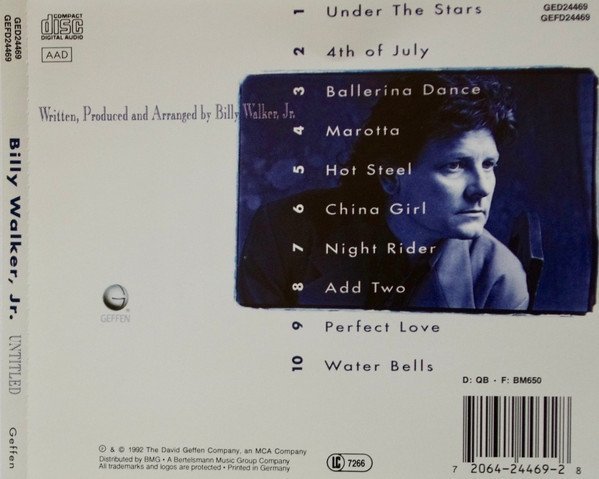 GED24469
GEFD24469
Billy Walker, Jr. UNTITLED Geffen
COMPACT
disc
DIGITAL AUDIO
AAD
GED24469
GEFD24469
Written, Produced and Arranged by Billy Walker, Jr.
1 Under The Stars
2 4th of July
3 Ballerina Dance
4 Marotta
5 Hot Steel
6 China Girl
7 Night Rider
8 Add Two
9 Perfect Love
10 Water Bells
G
GEFFEN
D: QB - F: BM650
℗ & © 1992 The David Geffen Company, an MCA Company
Distributed by BMG • A Bertelsmann Music Group Company
All trademarks and logos are protected • Printed in Germany
LC 7266
7 2064-24469-2 8